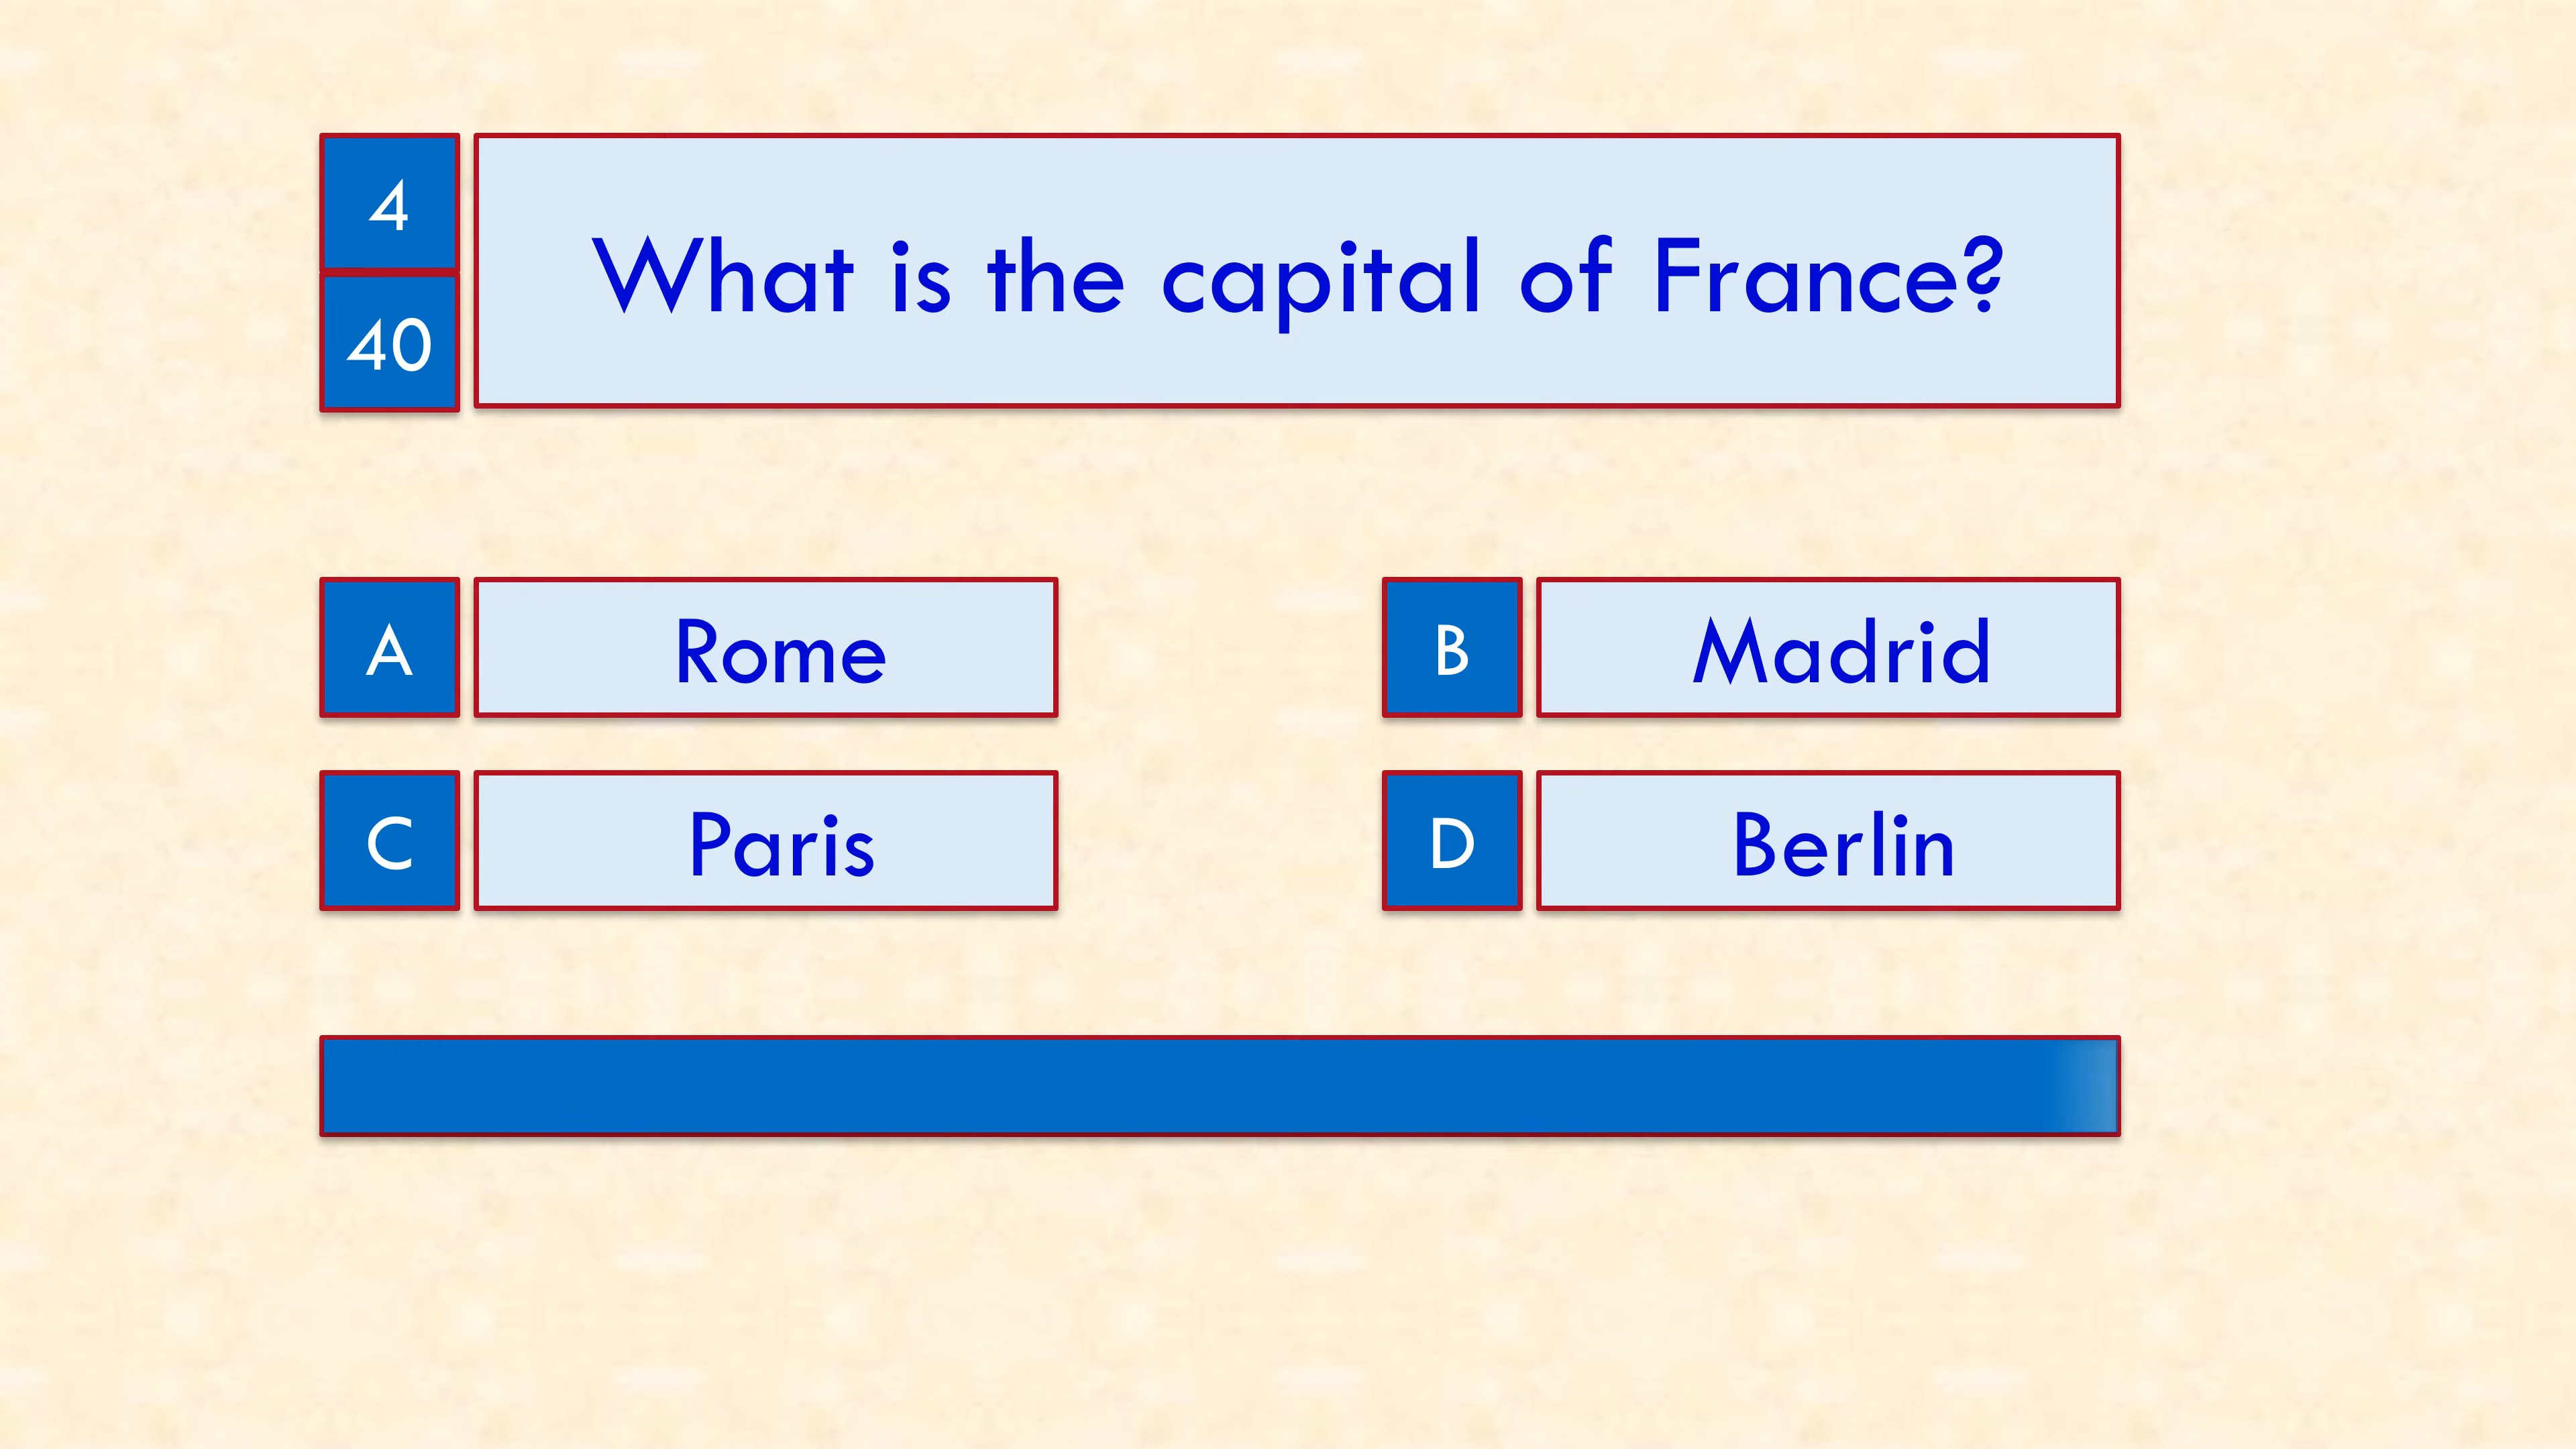 4
40
What is the capital of France?
A
Rome
B
Madrid
C
Paris
D
Berlin